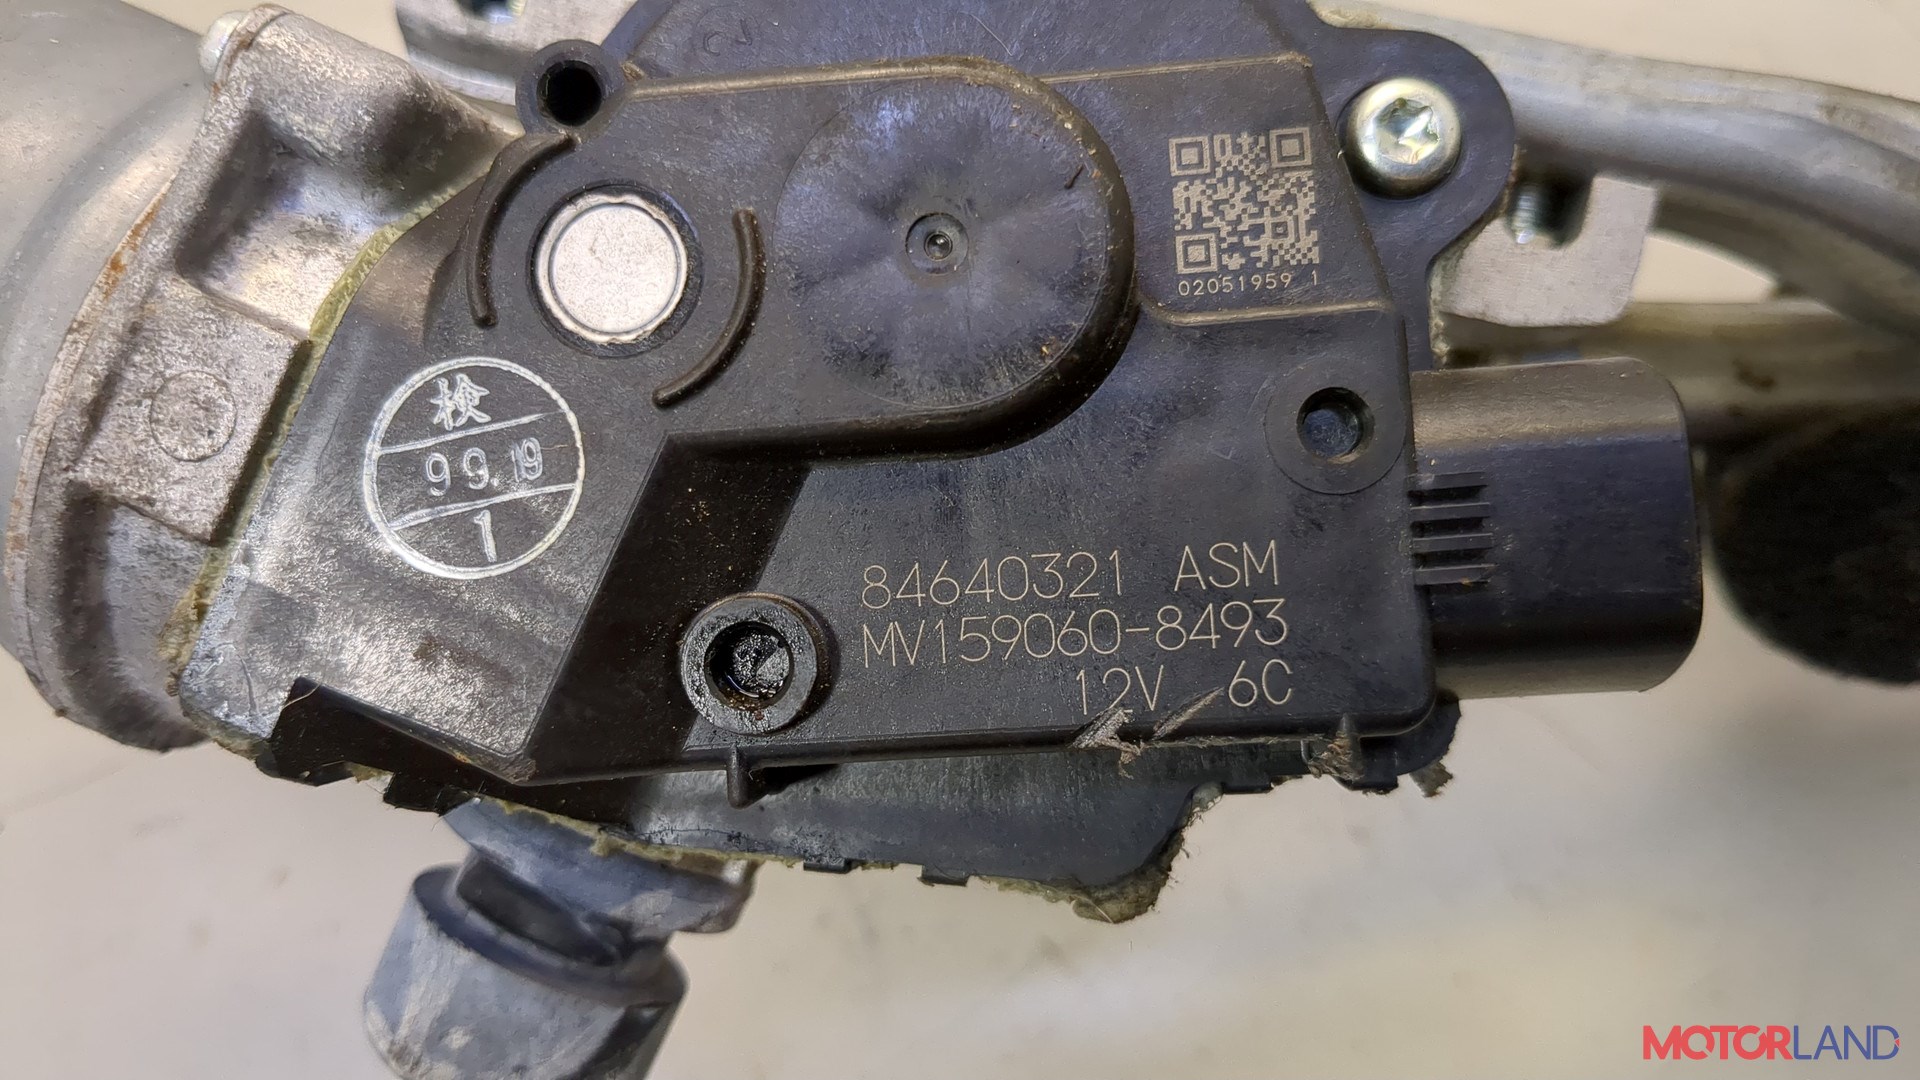 02051959 1
検
99.19
1
84640321 ASM
MV159060-8493
12V 6C
MOTORLAND